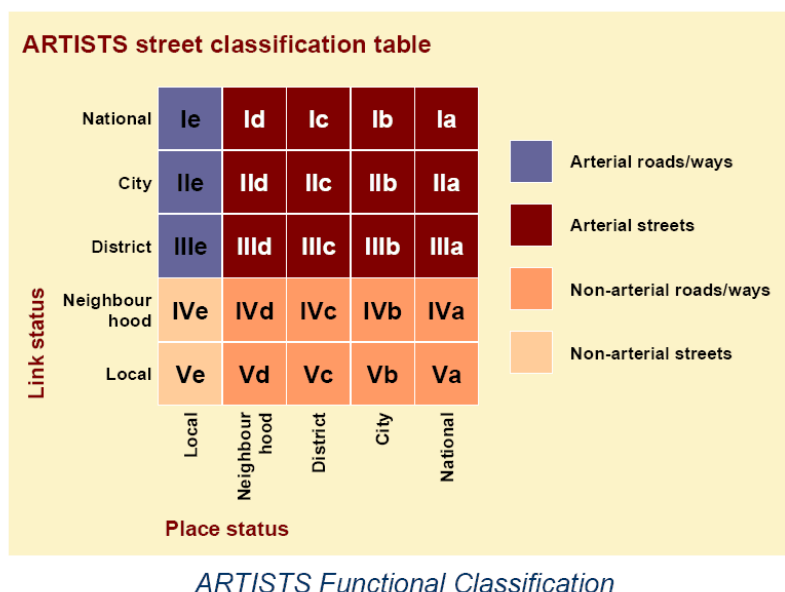 ARTISTS street classification table
National Ie Id Ic Ib Ia
City IIe IId IIc IIb IIa
District IIIe IIId IIIc IIIb IIIa
Neighbour
hood IVe IVd IVc IVb IVa
Local Ve Vd Vc Vb Va
Link status
Local
Neighbour
hood
District
City
National
Place status
Arterial roads/ways
Arterial streets
Non-arterial roads/ways
Non-arterial streets
ARTISTS Functional Classification